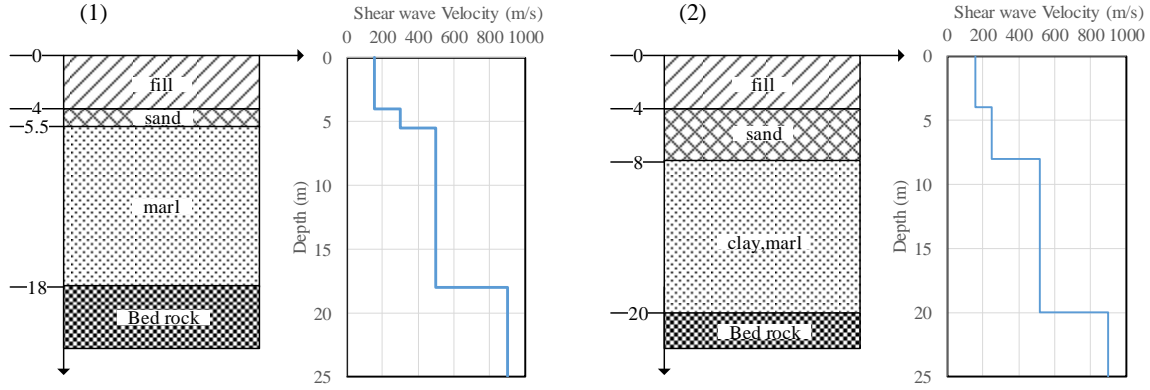 (1)
Shear wave Velocity (m/s)
0 200 400 600 800 1000
0
fill
4
sand
5.5
marl
18
Bed rock
Depth (m)
0
5
10
15
20
25
(2)
Shear wave Velocity (m/s)
0 200 400 600 800 1000
0
fill
4
sand
8
clay,marl
20
Bed rock
Depth (m)
0
5
10
15
20
25